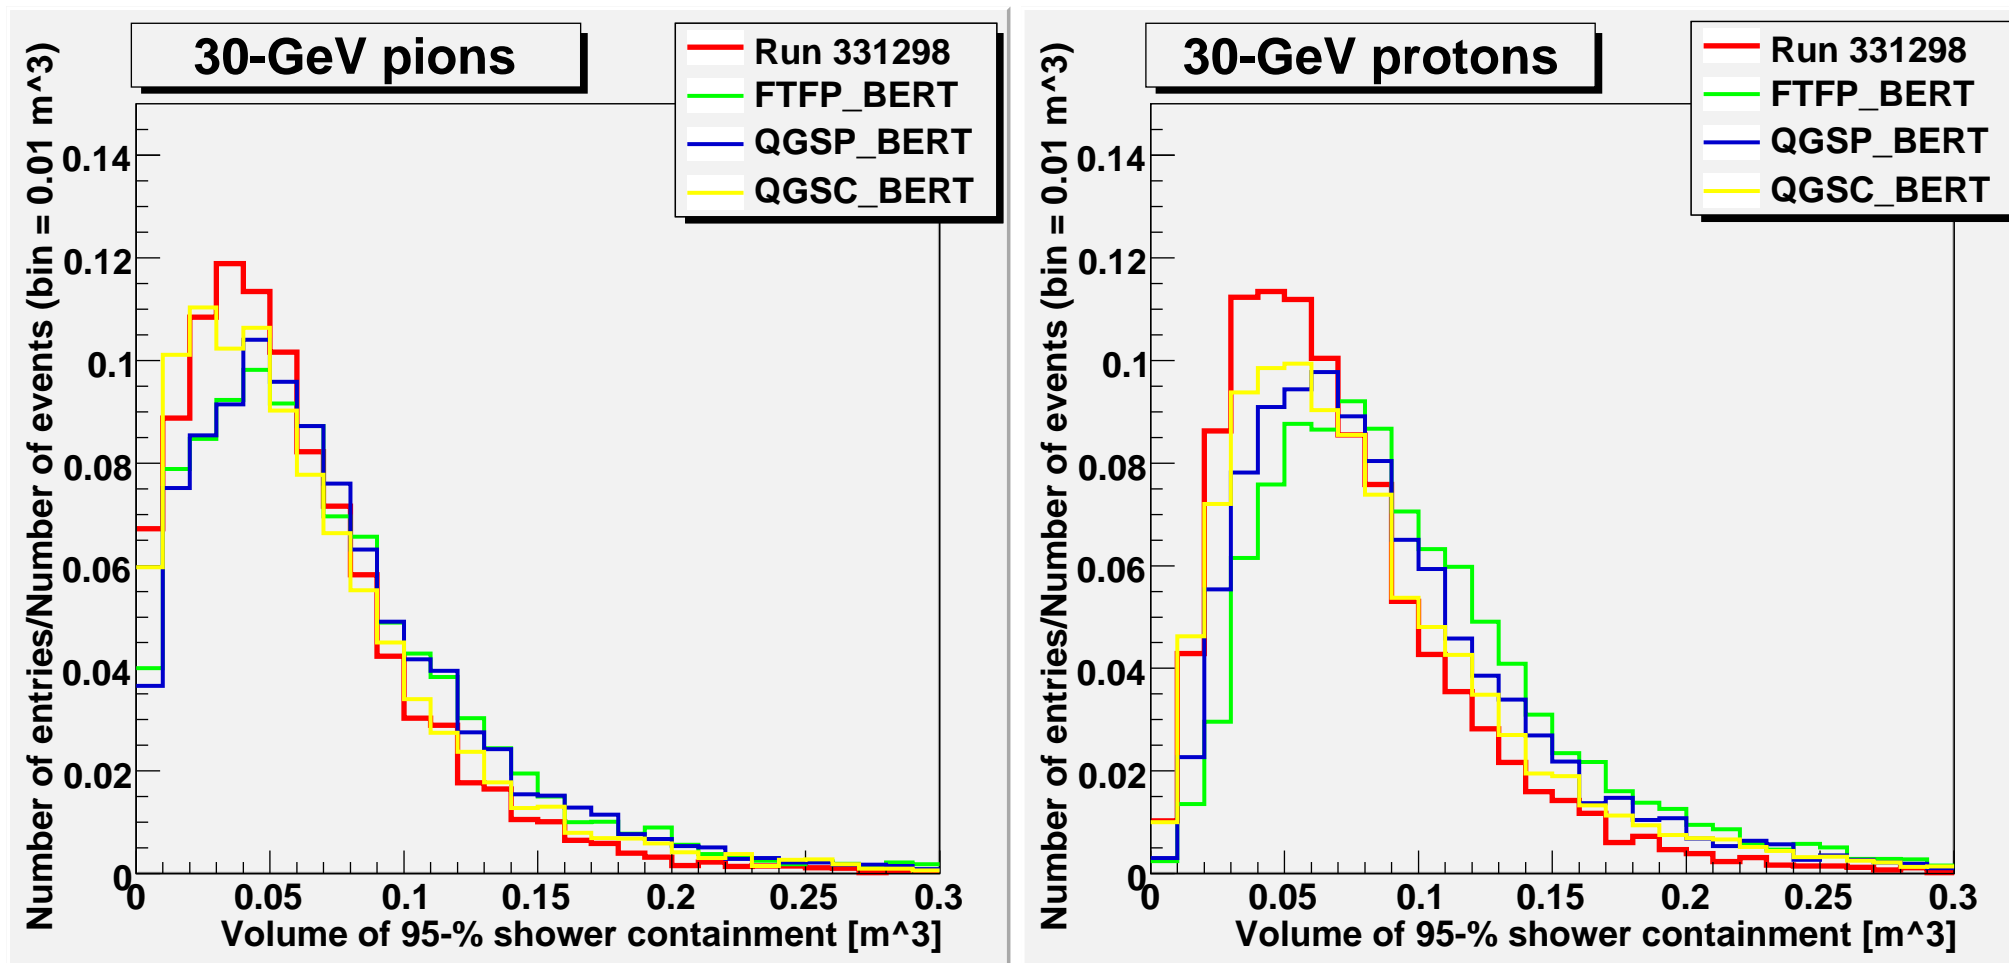 30-GeV pions
Run 331298
FTFP_BERT
QGSP_BERT
QGSC_BERT
Number of entries/Number of events (bin = 0.01 m^3)
0.14
0.12
0.1
0.08
0.06
0.04
0.02
0
0 0.05 0.1 0.15 0.2 0.25 0.3
Volume of 95-% shower containment [m^3]
30-GeV protons
Run 331298
FTFP_BERT
QGSP_BERT
QGSC_BERT
Number of entries/Number of events (bin = 0.01 m^3)
0.14
0.12
0.1
0.08
0.06
0.04
0.02
0
0 0.05 0.1 0.15 0.2 0.25 0.3
Volume of 95-% shower containment [m^3]